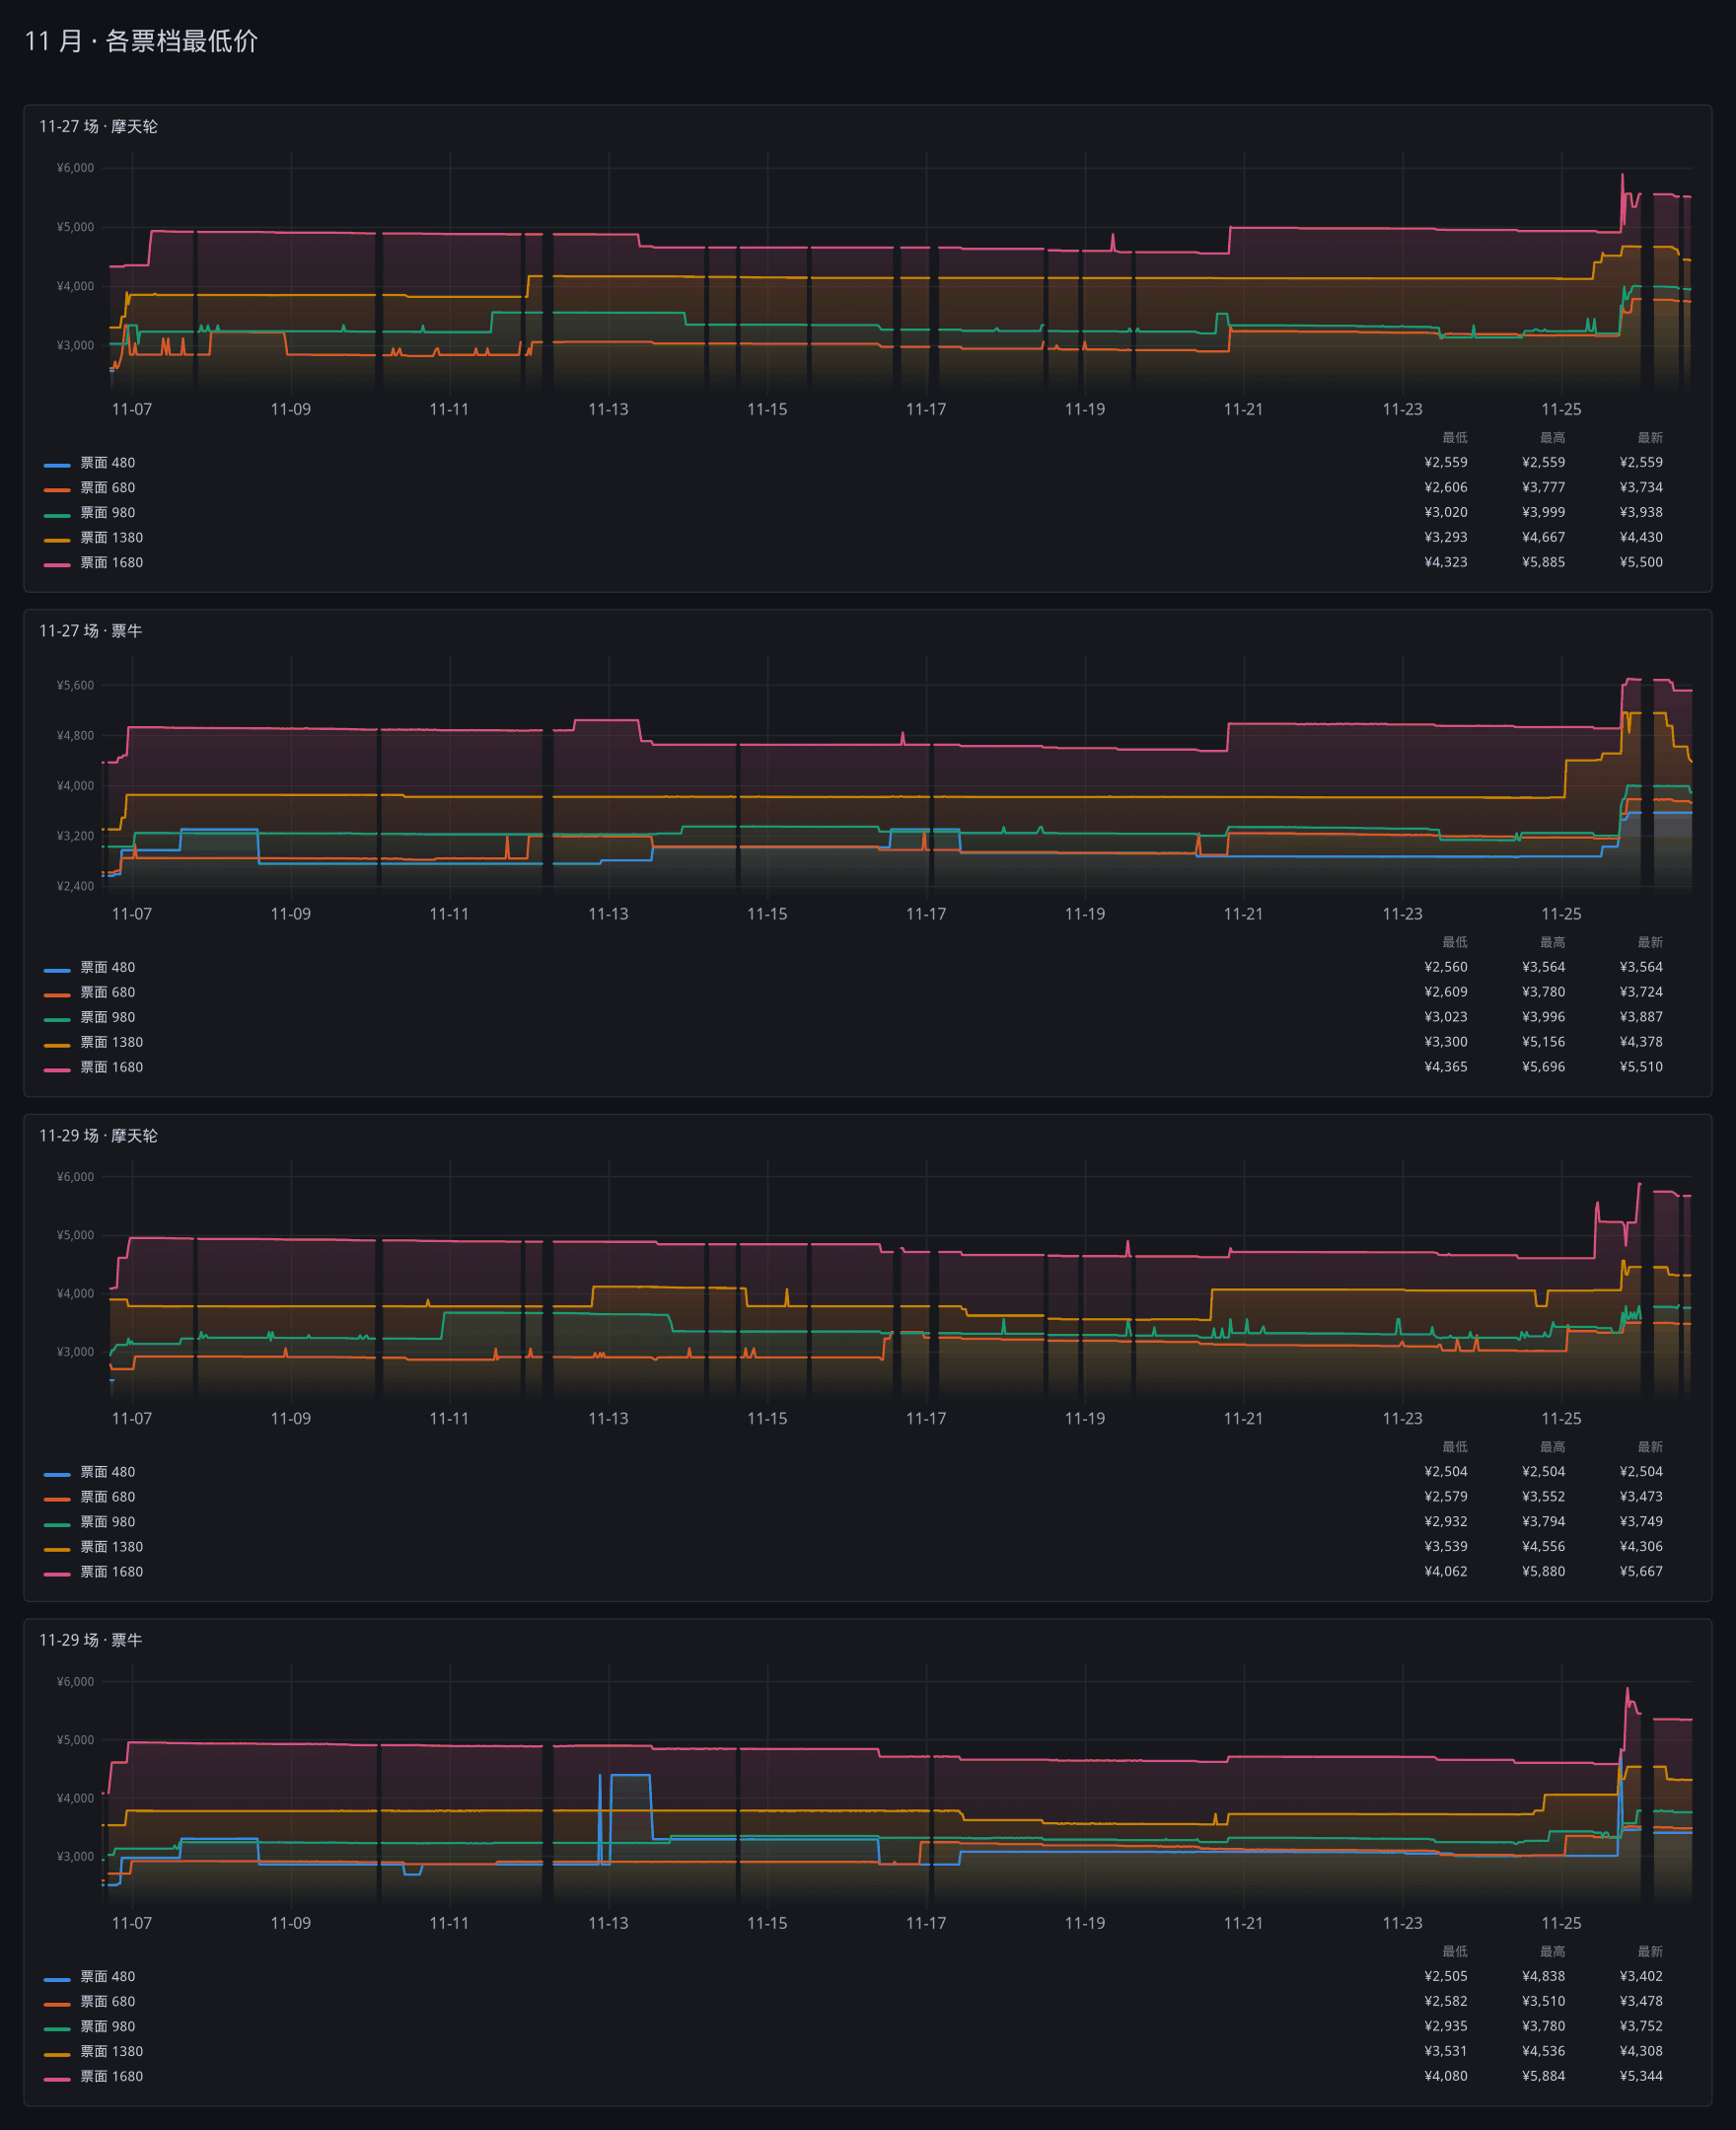 11 月 · 各票档最低价
11-27 场 · 摩天轮
¥6,000
¥5,000
¥4,000
¥3,000
11-07 11-09 11-11 11-13 11-15 11-17 11-19 11-21 11-23 11-25
最低 最高 最新
票面 480 ¥2,559 ¥2,559 ¥2,559
票面 680 ¥2,606 ¥3,777 ¥3,734
票面 980 ¥3,020 ¥3,999 ¥3,938
票面 1380 ¥3,293 ¥4,667 ¥4,430
票面 1680 ¥4,323 ¥5,885 ¥5,500
11-27 场 · 票牛
¥5,600
¥4,800
¥4,000
¥3,200
¥2,400
11-07 11-09 11-11 11-13 11-15 11-17 11-19 11-21 11-23 11-25
最低 最高 最新
票面 480 ¥2,560 ¥3,564 ¥3,564
票面 680 ¥2,609 ¥3,780 ¥3,724
票面 980 ¥3,023 ¥3,996 ¥3,887
票面 1380 ¥3,300 ¥5,156 ¥4,378
票面 1680 ¥4,365 ¥5,696 ¥5,510
11-29 场 · 摩天轮
¥6,000
¥5,000
¥4,000
¥3,000
11-07 11-09 11-11 11-13 11-15 11-17 11-19 11-21 11-23 11-25
最低 最高 最新
票面 480 ¥2,504 ¥2,504 ¥2,504
票面 680 ¥2,579 ¥3,552 ¥3,473
票面 980 ¥2,932 ¥3,794 ¥3,749
票面 1380 ¥3,539 ¥4,556 ¥4,306
票面 1680 ¥4,062 ¥5,880 ¥5,667
11-29 场 · 票牛
¥6,000
¥5,000
¥4,000
¥3,000
11-07 11-09 11-11 11-13 11-15 11-17 11-19 11-21 11-23 11-25
最低 最高 最新
票面 480 ¥2,505 ¥4,838 ¥3,402
票面 680 ¥2,582 ¥3,510 ¥3,478
票面 980 ¥2,935 ¥3,780 ¥3,752
票面 1380 ¥3,531 ¥4,536 ¥4,308
票面 1680 ¥4,080 ¥5,884 ¥5,344